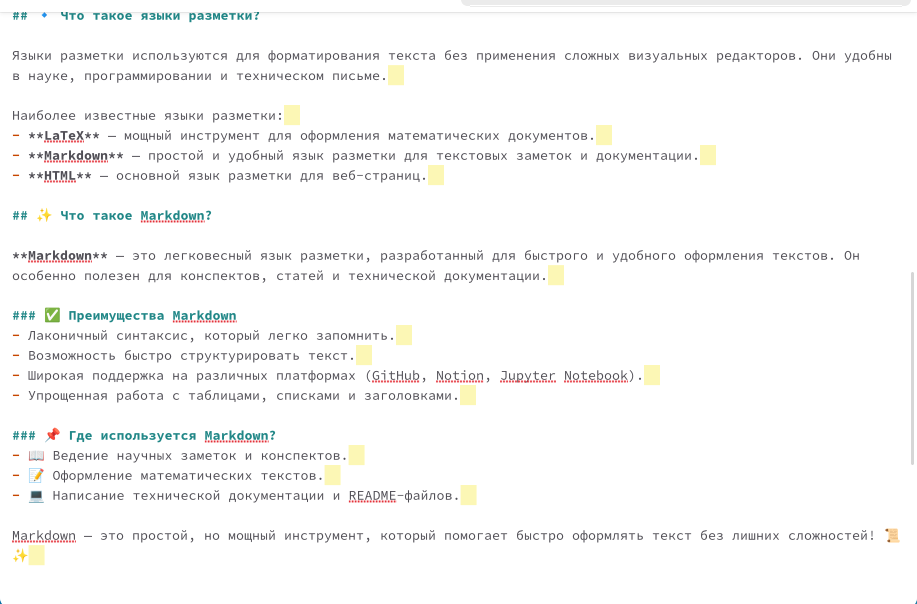 ## 🔹 Что такое языки разметки?
Языки разметки используются для форматирования текста без применения сложных визуальных редакторов. Они удобны
в науке, программировании и техническом письме.
Наиболее известные языки разметки:
- **LaTeX** — мощный инструмент для оформления математических документов.
- **Markdown** — простой и удобный язык разметки для текстовых заметок и документации.
- **HTML** — основной язык разметки для веб-страниц.
## ✨ Что такое Markdown?
**Markdown** — это легковесный язык разметки, разработанный для быстрого и удобного оформления текстов. Он
особенно полезен для конспектов, статей и технической документации.
### ✅ Преимущества Markdown
- Лаконичный синтаксис, который легко запомнить.
- Возможность быстро структурировать текст.
- Широкая поддержка на различных платформах (GitHub, Notion, Jupyter Notebook).
- Упрощенная работа с таблицами, списками и заголовками.
### 📌 Где используется Markdown?
- 📖 Ведение научных заметок и конспектов.
- 📝 Оформление математических текстов.
- 💻 Написание технической документации и README-файлов.
Markdown — это простой, но мощный инструмент, который помогает быстро оформлять текст без лишних сложностей! 📜
✨